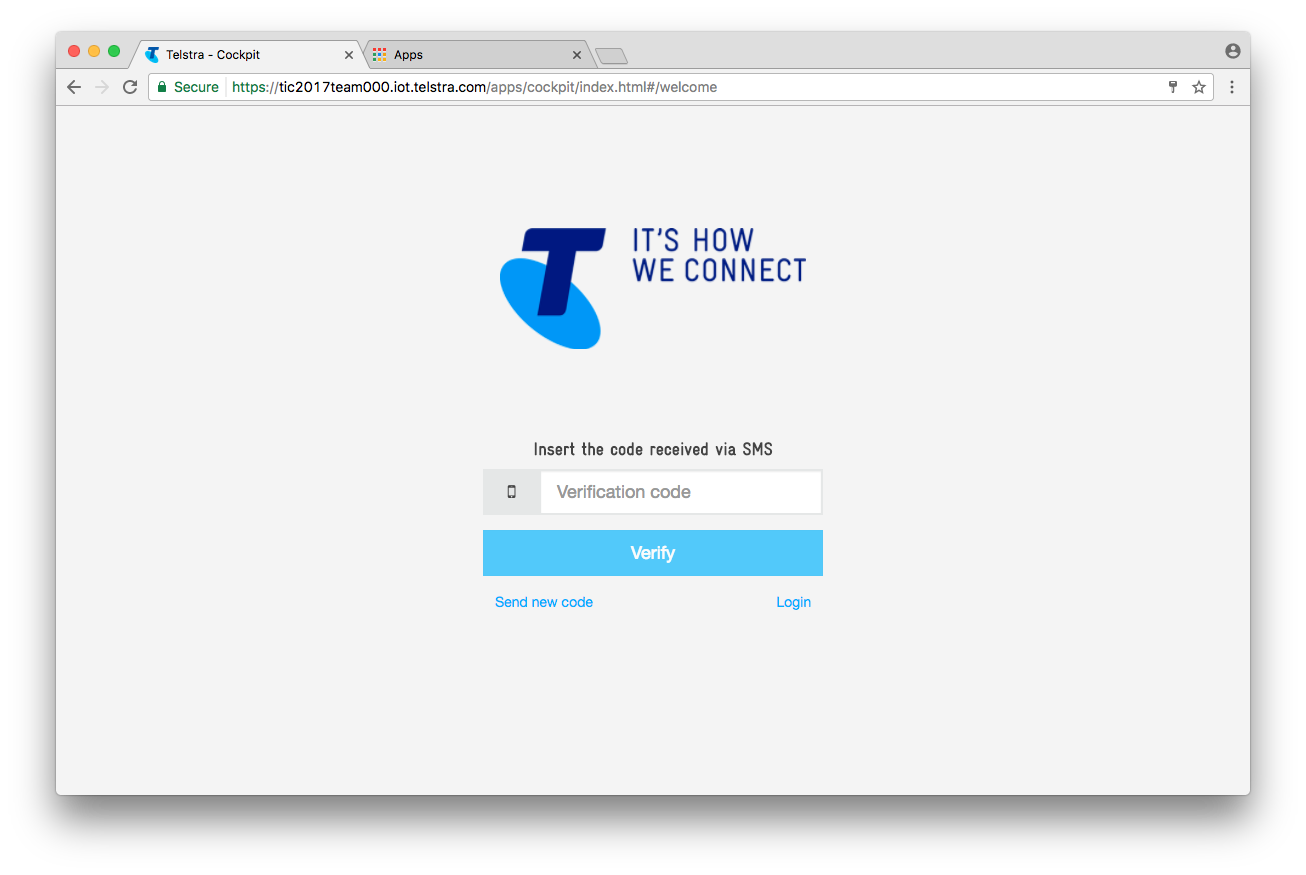 Telstra - Cockpit
Apps
Secure
https://tic2017team000.iot.telstra.com/apps/cockpit/index.html#/welcome
T
IT'S HOW
WE CONNECT
Insert the code received via SMS
Verification code
Verify
Send new code
Login